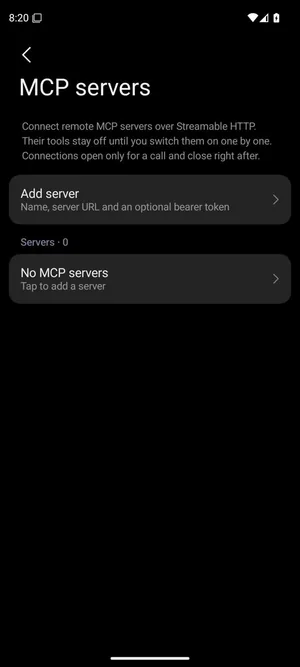 8:20
MCP servers
Connect remote MCP servers over Streamable HTTP.
Their tools stay off until you switch them on one by one.
Connections open only for a call and close right after.
Add server
Name, server URL and an optional bearer token
Servers · 0
No MCP servers
Tap to add a server